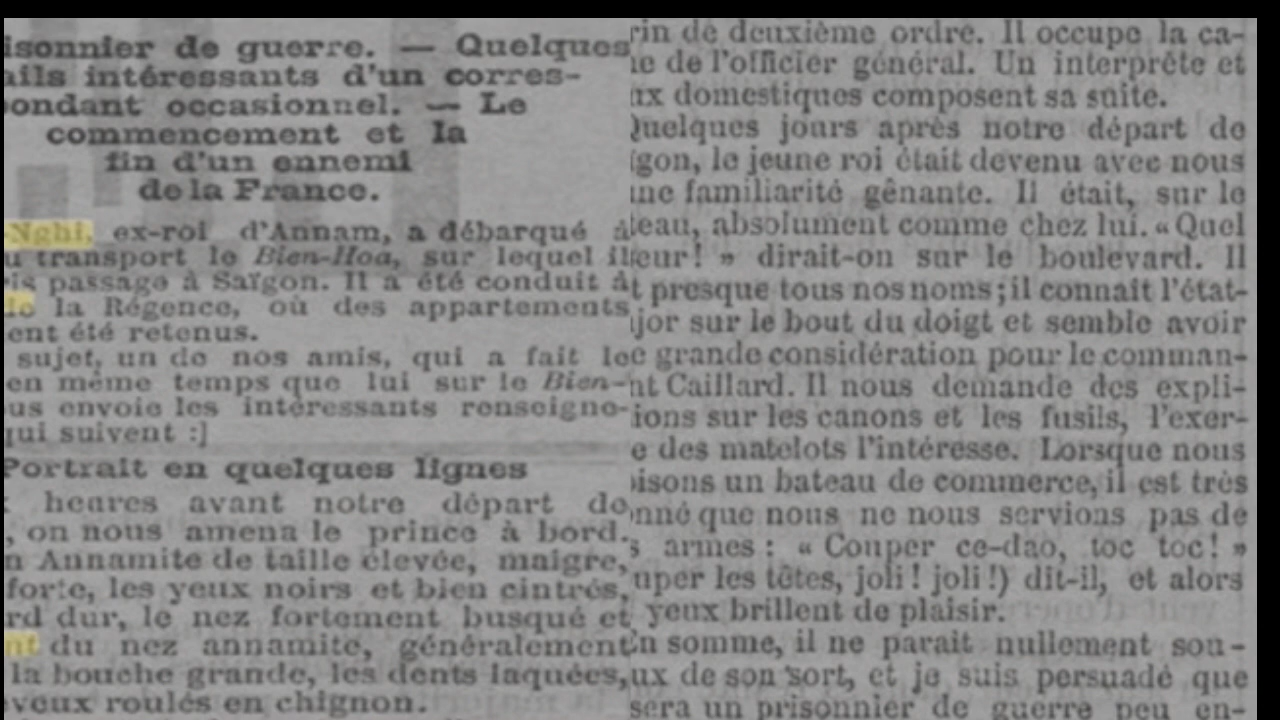 isonnier de guerre. — Quelques
ails intéressants d'un corres-
ondant occasionnel. — Le
commencement et la
fin d'un ennemi
de la France.
-Nghi, ex-roi d'Annam, a débarqué à
u transport le Bien-Hoa, sur lequel il
is passage à Saïgon. Il a été conduit à
le la Régence, où des appartements
ent été retenus.
sujet, un de nos amis, qui a fait le
en même temps que lui sur le Bien-
us envoie les intéressants renseigne-
qui suivent :]
Portrait en quelques lignes
heures avant notre départ de
, on nous amena le prince à bord.
n Annamite de taille élevée, maigre,
forte, les yeux noirs et bien cintrés,
rd dur, le nez fortement busqué et
nt du nez annamite, généralement
la bouche grande, les dents laquées,
veux roulés en chignon.
rin de deuxième ordre. Il occupe la ca-
ne de l'officier général. Un interprête et
ux domestiques composent sa suite.
Quelques jours après notre départ de
gon, le jeune roi était devenu avec nous
une familiarité gênante. Il était, sur le
teau, absolument comme chez lui. « Quel
eur ! » dirait-on sur le boulevard. Il
t presque tous nos noms ; il connait l'état-
jor sur le bout du doigt et semble avoir
e grande considération pour le comman-
nt Caillard. Il nous demande des expli-
ions sur les canons et les fusils, l'exer-
e des matelots l'intéresse. Lorsque nous
oisons un bateau de commerce, il est très
onné que nous ne nous servions pas de
s armes : « Couper ce-dao, toc toc ! »
uper les têtes, joli ! joli !) dit-il, et alors
yeux brillent de plaisir.
En somme, il ne parait nullement sou-
ux de son sort, et je suis persuadé que
sera un prisonnier de guerre peu en-